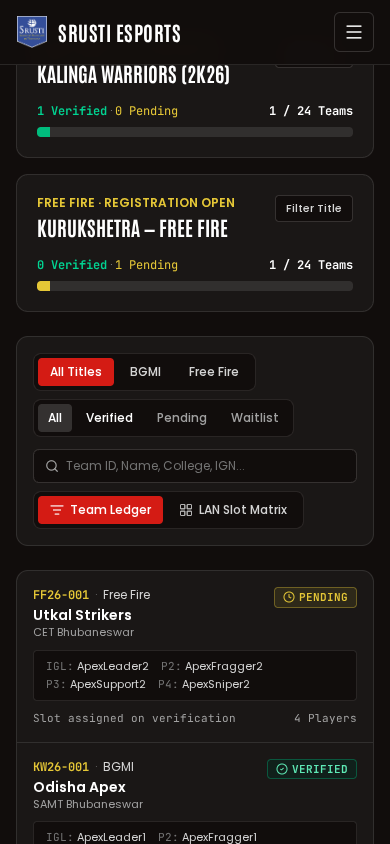 SRUSTI
SRUSTI ESPORTS
KALINGA WARRIORS (2K26)
1 Verified · 0 Pending 1 / 24 Teams
FREE FIRE · REGISTRATION OPEN
Filter Title
KURUKSHETRA – FREE FIRE
0 Verified · 1 Pending 1 / 24 Teams
All Titles BGMI Free Fire
All Verified Pending Waitlist
Team ID, Name, College, IGN...
Team Ledger LAN Slot Matrix
FF26-001 · Free Fire
PENDING
Utkal Strikers
CET Bhubaneswar
IGL: ApexLeader2 P2: ApexFragger2
P3: ApexSupport2 P4: ApexSniper2
Slot assigned on verification 4 Players
KW26-001 · BGMI
VERIFIED
Odisha Apex
SAMT Bhubaneswar
IGL: ApexLeader1 P2: ApexFragger1